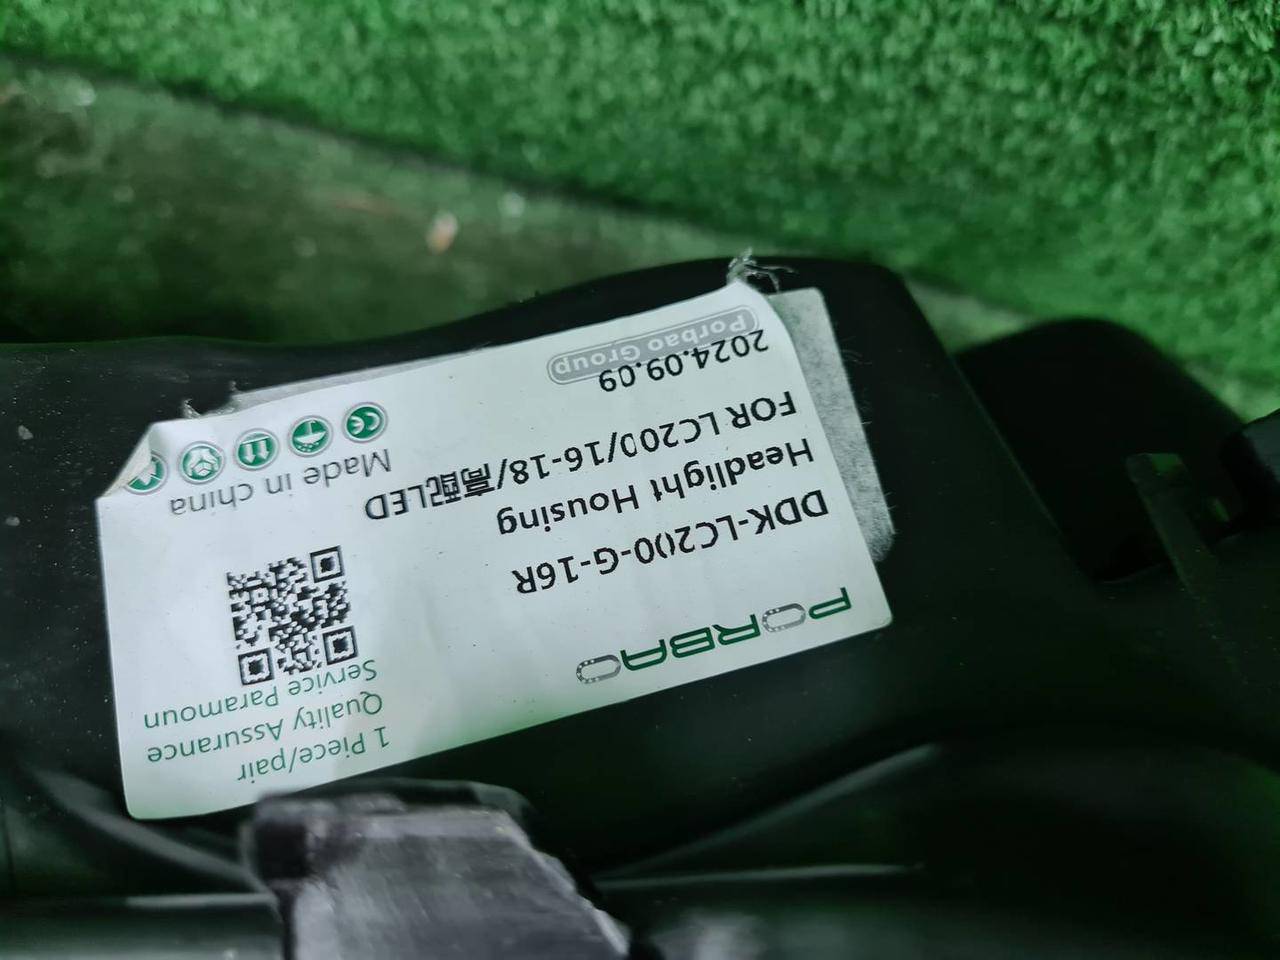 PORBAO
DDK-LC200-G-16R
Headlight Housing
FOR LC200/16-18/高配LED
2024.09.09
Porbao Group
1 Piece/pair
Quality Assurance
Service Paramoun
Made in china
CE